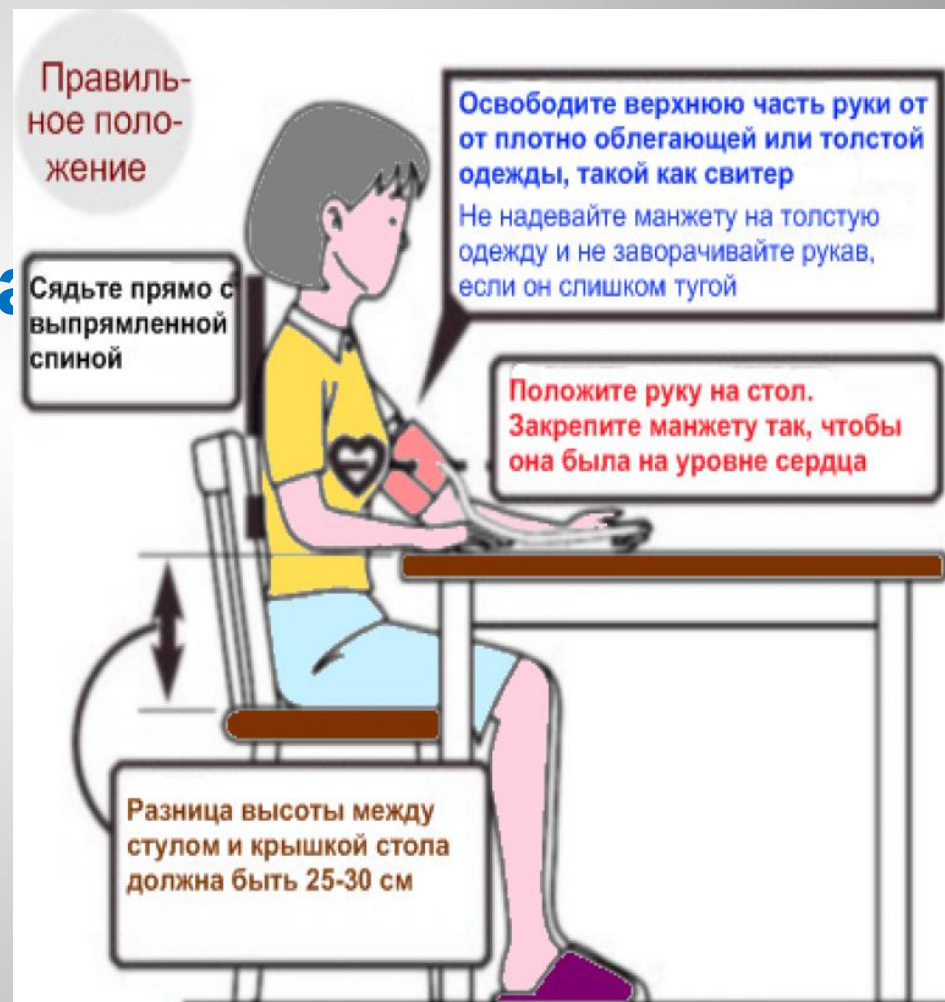 Правиль-
ное поло-
жение
Освободите верхнюю часть руки от
от плотно облегающей или толстой
одежды, такой как свитер
Не надевайте манжету на толстую
одежду и не заворачивайте рукав,
если он слишком тугой
Сядьте прямо с
выпрямленной
спиной
Положите руку на стол.
Закрепите манжету так, чтобы
она была на уровне сердца
Разница высоты между
стулом и крышкой стола
должна быть 25-30 см